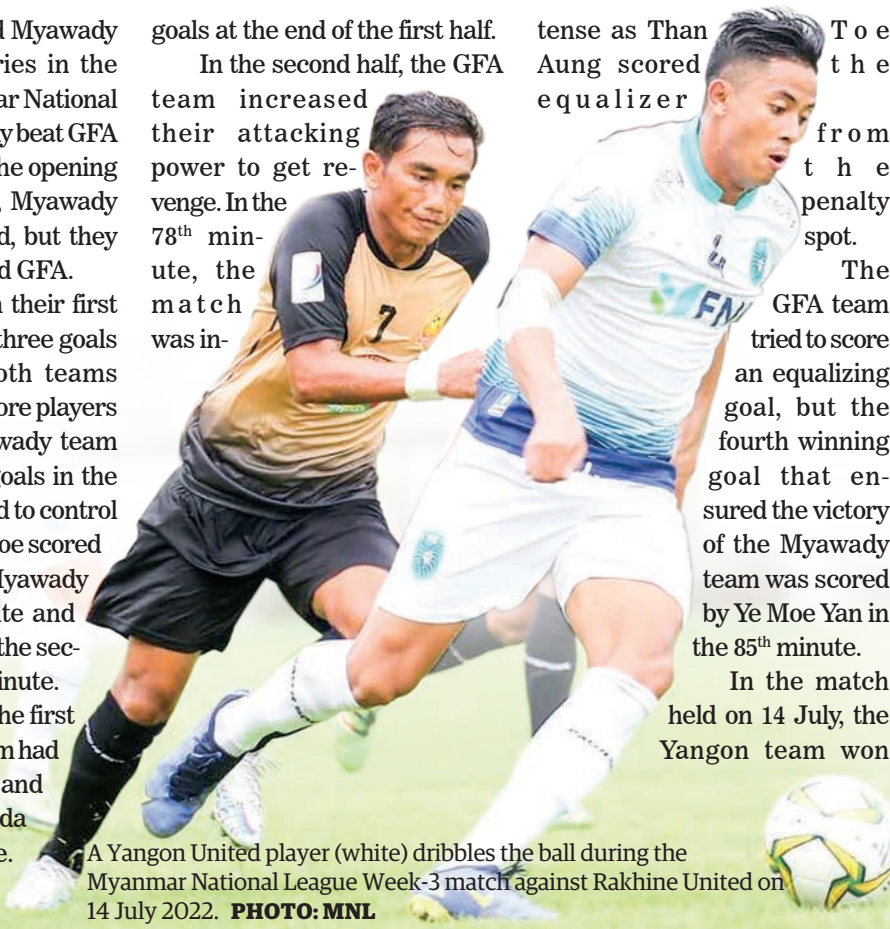 d Myawady
ries in the
ar National
y beat GFA
he opening
, Myawady
d, but they
d GFA.
n their first
three goals
oth teams
ore players
wady team
goals in the
d to control
oe scored
Myawady
te and
the sec-
inute.
he first
m had
and
da
e.
goals at the end of the first half.
In the second half, the GFA
team increased
their attacking
power to get re-
venge. In the
78th min-
ute, the
match
was in-
tense as Than Toe
Aung scored the
equalizer
from
the
penalty
spot.
The
GFA team
tried to score
an equalizing
goal, but the
fourth winning
goal that en-
sured the victory
of the Myawady
team was scored
by Ye Moe Yan in
the 85th minute.
In the match
held on 14 July, the
Yangon team won
7
FNI
A Yangon United player (white) dribbles the ball during the
Myanmar National League Week-3 match against Rakhine United on
14 July 2022. PHOTO: MNL